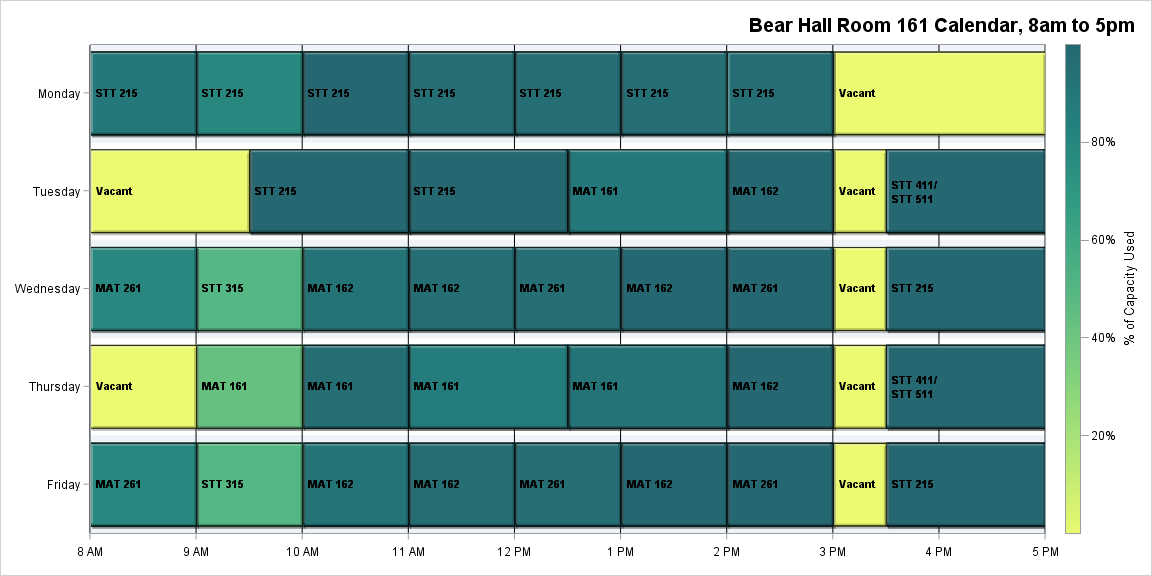 Bear Hall Room 161 Calendar, 8am to 5pm
Monday
STT 215
STT 215
STT 215
STT 215
STT 215
STT 215
STT 215
Vacant
Tuesday
Vacant
STT 215
STT 215
MAT 161
MAT 162
Vacant
STT 411/
STT 511
Wednesday
MAT 261
STT 315
MAT 162
MAT 162
MAT 261
MAT 162
MAT 261
Vacant
STT 215
Thursday
Vacant
MAT 161
MAT 161
MAT 161
MAT 161
MAT 162
Vacant
STT 411/
STT 511
Friday
MAT 261
STT 315
MAT 162
MAT 162
MAT 261
MAT 162
MAT 261
Vacant
STT 215
8 AM
9 AM
10 AM
11 AM
12 PM
1 PM
2 PM
3 PM
4 PM
5 PM
80%
60%
40%
20%
% of Capacity Used